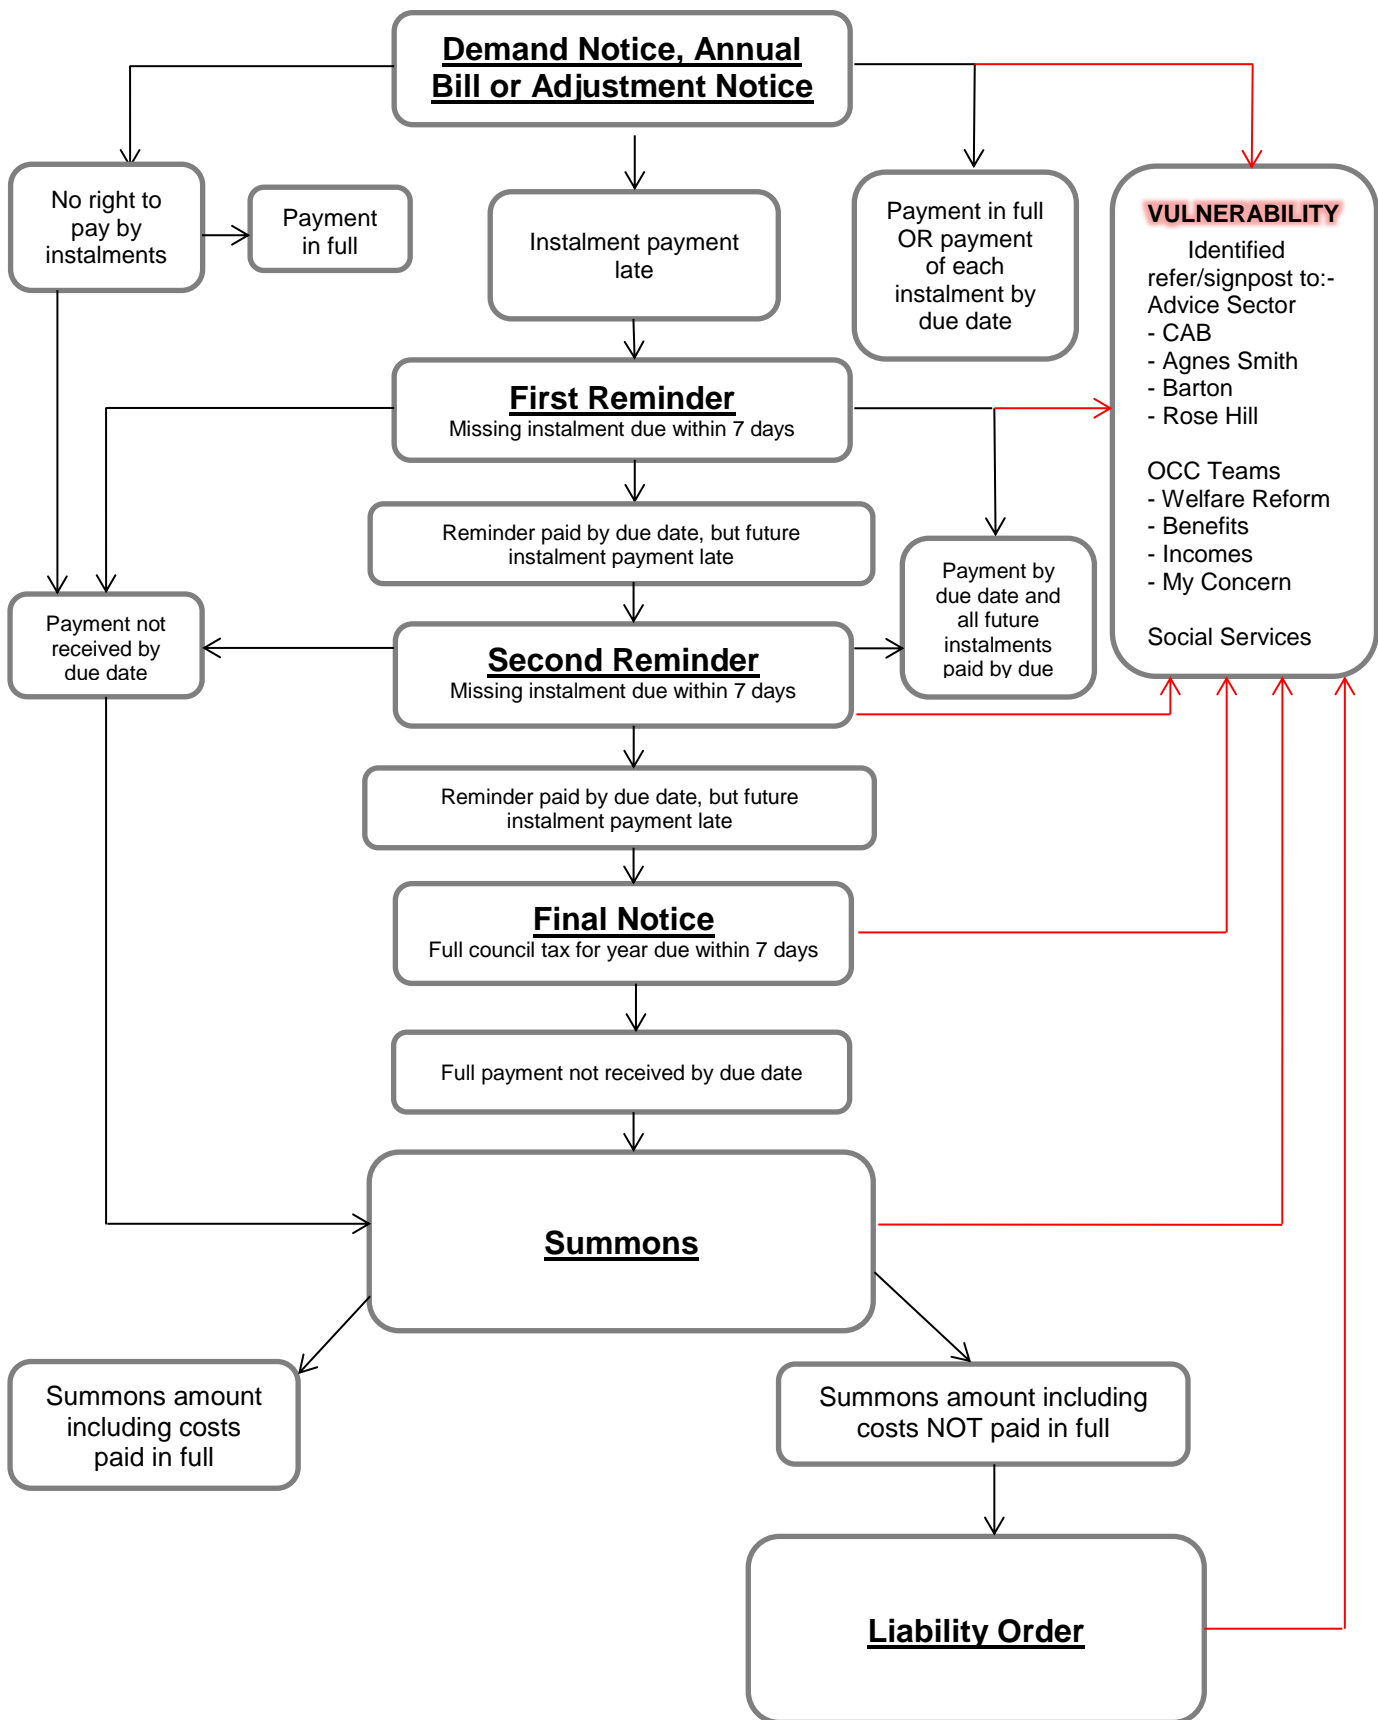 Demand Notice, Annual
Bill or Adjustment Notice
No right to
pay by
instalments
Payment
in full
Instalment payment
late
Payment in full
OR payment
of each
instalment by
due date
VULNERABILITY
Identified
refer/signpost to:-
Advice Sector
- CAB
- Agnes Smith
- Barton
- Rose Hill
OCC Teams
- Welfare Reform
- Benefits
- Incomes
- My Concern
Social Services
First Reminder
Missing instalment due within 7 days
Reminder paid by due date, but future
instalment payment late
Payment by
due date and
all future
instalments
paid by due
Payment not
received by
due date
Second Reminder
Missing instalment due within 7 days
Reminder paid by due date, but future
instalment payment late
Final Notice
Full council tax for year due within 7 days
Full payment not received by due date
Summons
Summons amount
including costs
paid in full
Summons amount including
costs NOT paid in full
Liability Order